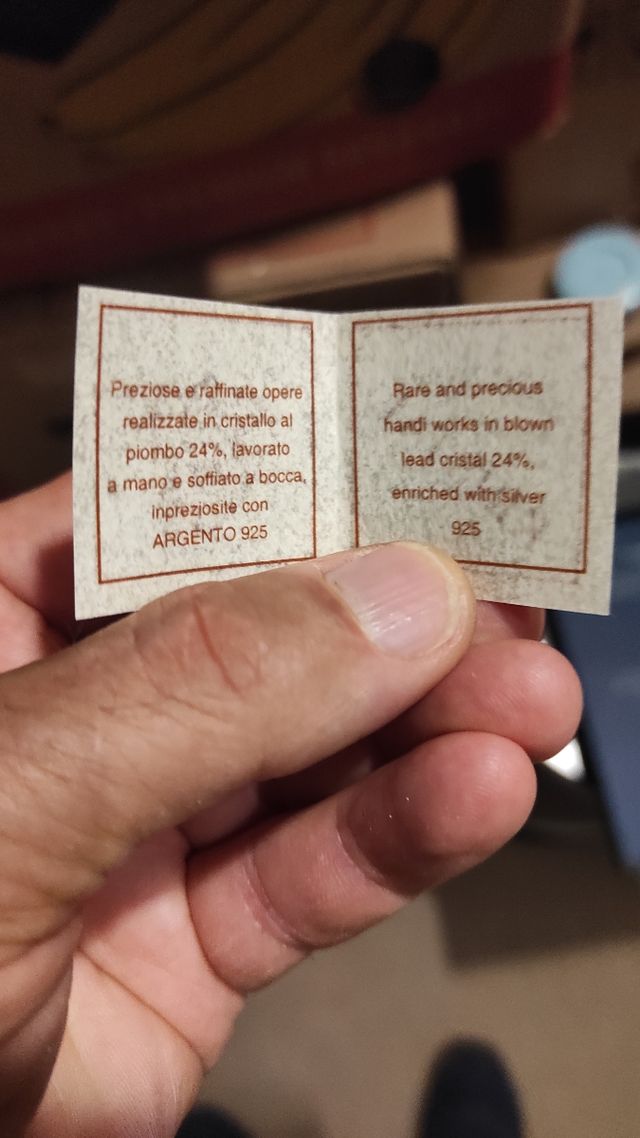 Preziose e raffinate opere
realizzate in cristallo al
piombo 24%, lavorato
a mano e soffiato a bocca,
inpreziosite con
ARGENTO 925
Rare and precious
handi works in blown
lead cristal 24%,
enriched with silver
925